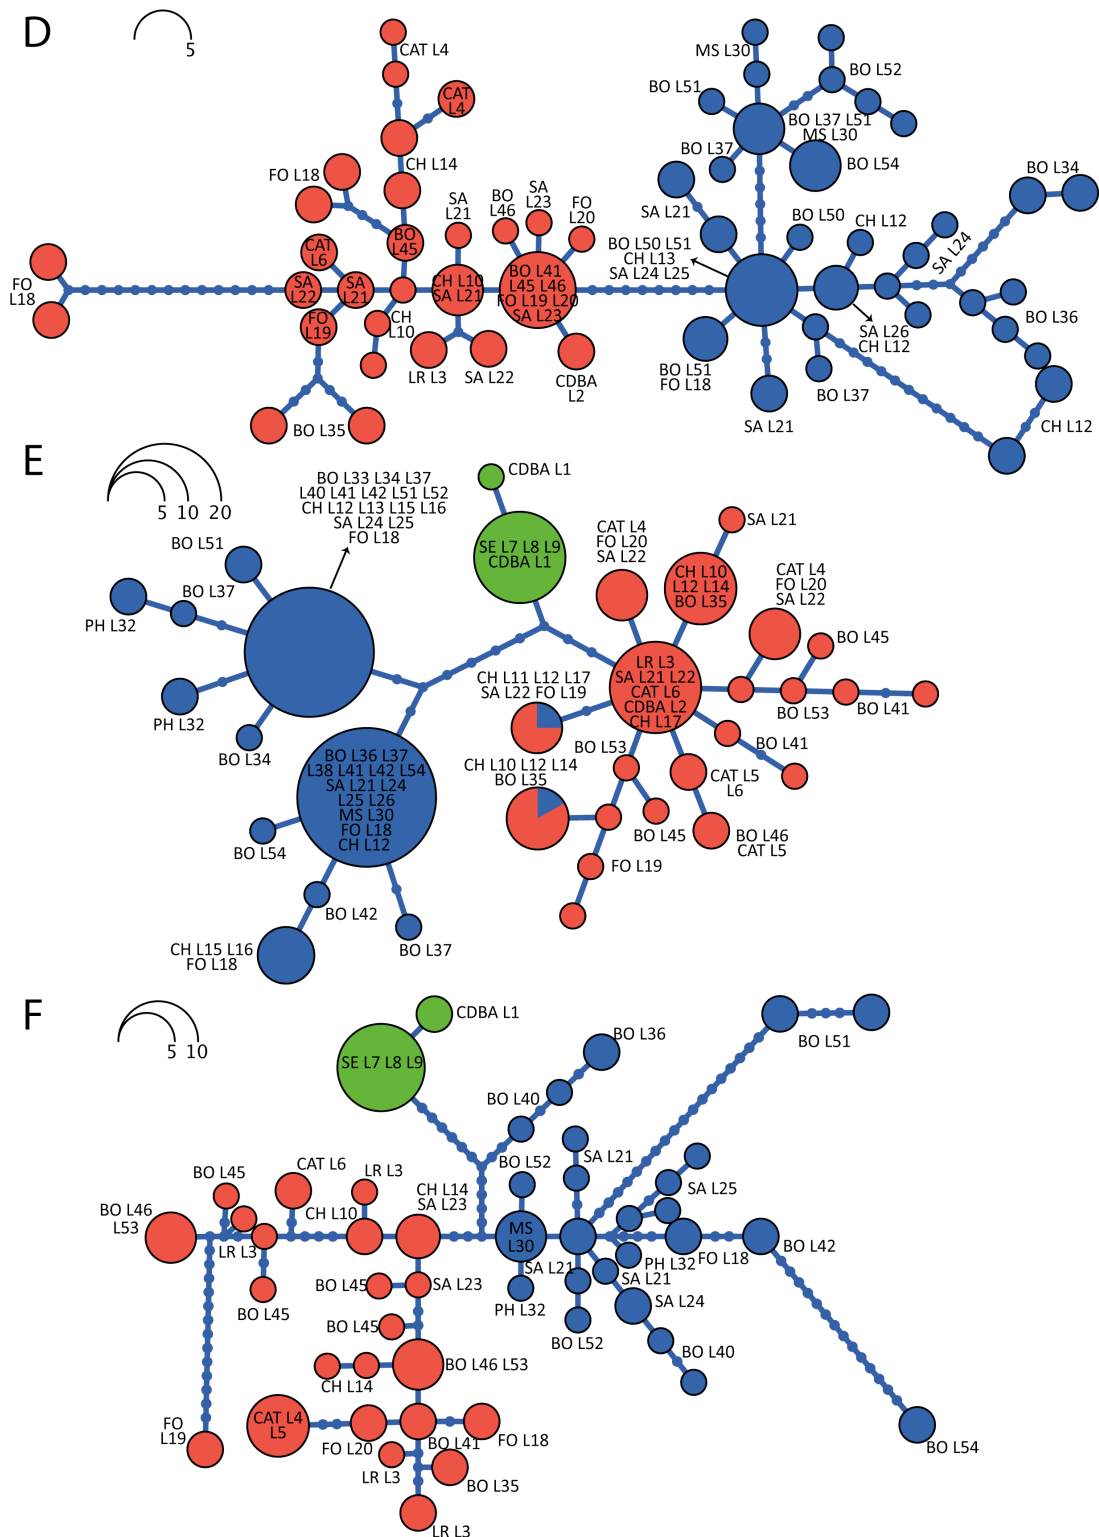 D
5
CAT L4
CAT
L4
CH L14
FO L18
BO
L45
CAT
L6
SA
L22
SA
L21
FO
L19
FO
L18
CH
L10
BO L35
SA
L21
CH L10
SA L21
LR L3
SA L22
BO
L46
SA
L23
FO
L20
BO L41
L45 L46
FO L19 L20
SA L23
CDBA
L2
MS L30
BO L51
BO L52
BO L37 L51
MS L30
BO L37
BO L54
SA L21
BO L50
CH L12
BO L50 L51
CH L13
SA L24 L25
SA L24
BO L34
SA L26
CH L12
BO L36
BO L51
FO L18
SA L21
BO L37
CH L12
E
5 10 20
BO L33 L34 L37
L40 L41 L42 L51 L52
CH L12 L13 L15 L16
SA L24 L25
FO L18
BO L51
BO L37
PH L32
PH L32
BO L34
CDBA L1
SE L7 L8 L9
CDBA L1
CAT L4
FO L20
SA L22
SA L21
CH L10
L12 L14
BO L35
CAT L4
FO L20
SA L22
BO L45
LR L3
SA L21 L22
CAT L6
CDBA L2
CH L17
CH L11 L12 L17
SA L22 FO L19
BO L53
BO L41
BO L41
BO L53
CH L10 L12 L14
BO L35
CAT L5
L6
BO L45
BO L46
CAT L5
FO L19
BO L36 L37
L38 L41 L42 L54
SA L21 L24
L25 L26
MS L30
FO L18
CH L12
BO L54
BO L42
BO L37
CH L15 L16
FO L18
F
5 10
CDBA L1
SE L7 L8 L9
BO L36
BO L40
BO L51
BO L45
CAT L6
LR L3
BO L46
L53
CH L10
CH L14
SA L23
LR L3
BO L45
BO L52
SA L21
MS
L30
SA L21
PH L32
SA L25
PH L32
FO L18
BO L42
SA L21
SA L24
BO L52
BO L40
BO L45
SA L23
BO L45
BO L46 L53
CH L14
CAT L4
L5
FO L20
BO L41
FO L18
FO
L19
LR L3
BO L35
LR L3
BO L54